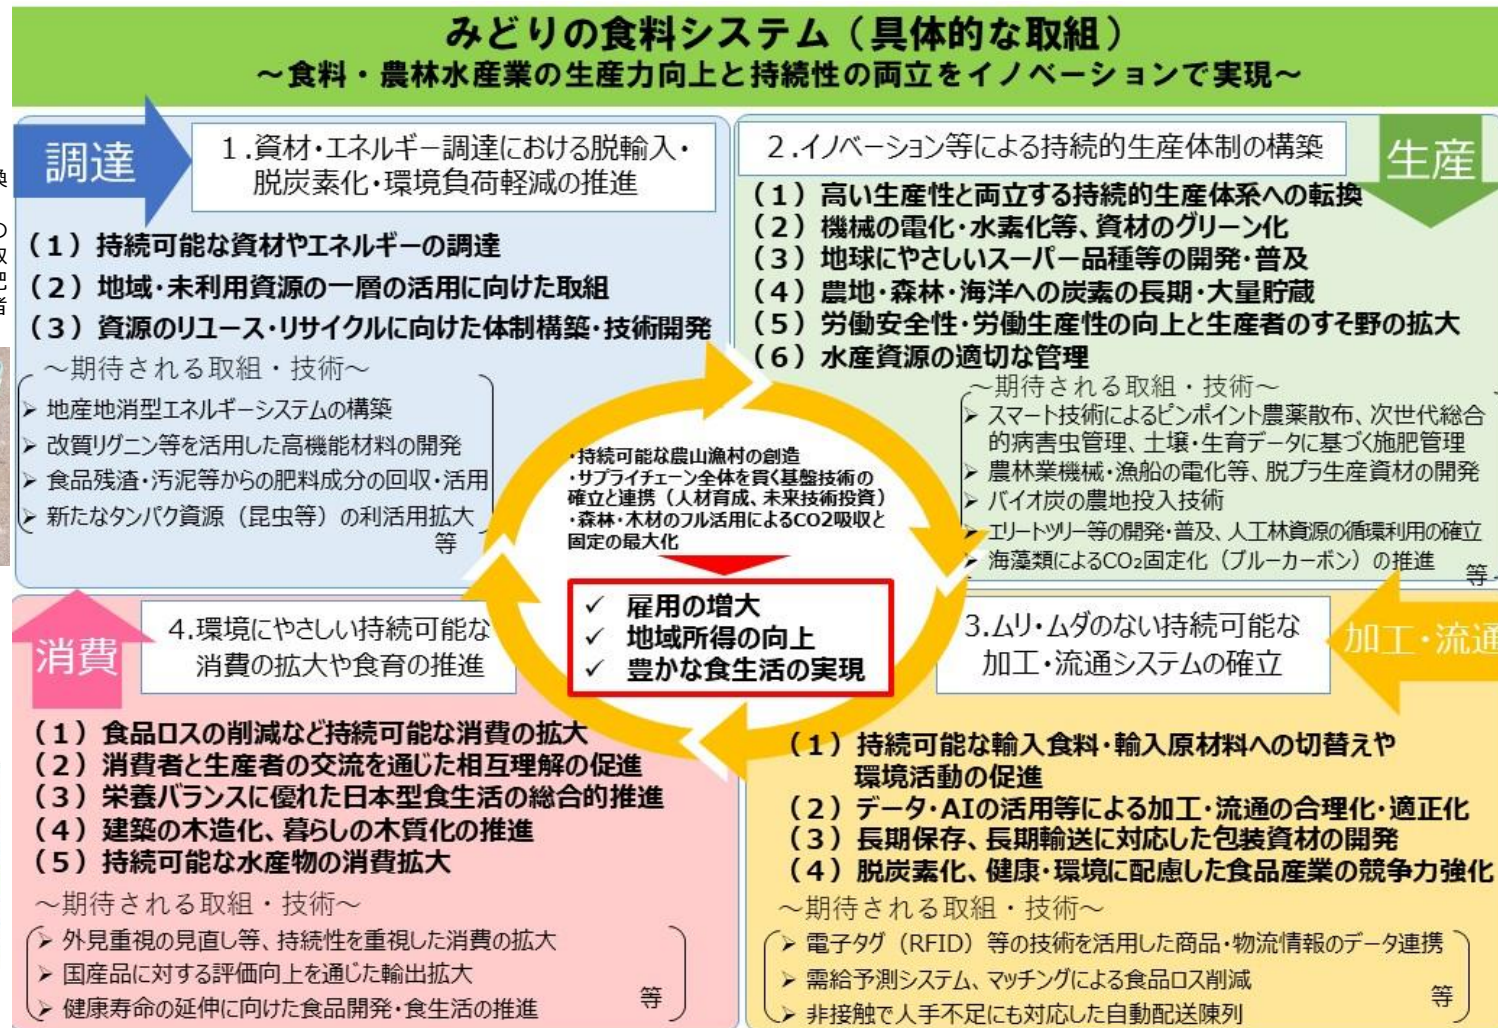 みどりの食料システム（具体的な取組）
～食料・農林水産業の生産力向上と持続性の両立をイノベーションで実現～
調達
1.資材・エネルギー調達における脱輸入・
脱炭素化・環境負荷軽減の推進
（1）持続可能な資材やエネルギーの調達
（2）地域・未利用資源の一層の活用に向けた取組
（3）資源のリユース・リサイクルに向けた体制構築・技術開発
～期待される取組・技術～
➢ 地産地消型エネルギーシステムの構築
➢ 改質リグニン等を活用した高機能材料の開発
➢ 食品残渣・汚泥等からの肥料成分の回収・活用
➢ 新たなタンパク資源（昆虫等）の利活用拡大
等
2.イノベーション等による持続的生産体制の構築
生産
（1）高い生産性と両立する持続的生産体系への転換
（2）機械の電化・水素化等、資材のグリーン化
（3）地球にやさしいスーパー品種等の開発・普及
（4）農地・森林・海洋への炭素の長期・大量貯蔵
（5）労働安全性・労働生産性の向上と生産者のすそ野の拡大
（6）水産資源の適切な管理
～期待される取組・技術～
➢ スマート技術によるピンポイント農薬散布、次世代総合
的病害虫管理、土壌・生育データに基づく施肥管理
➢ 農林業機械・漁船の電化等、脱プラ生産資材の開発
➢ バイオ炭の農地投入技術
➢ エリートツリー等の開発・普及、人工林資源の循環利用の確立
➢ 海藻類によるCO₂固定化（ブルーカーボン）の推進
等
・持続可能な農山漁村の創造
・サプライチェーン全体を貫く基盤技術の
確立と連携（人材育成、未来技術投資）
・森林・木材のフル活用によるCO2吸収と
固定の最大化
✓ 雇用の増大
✓ 地域所得の向上
✓ 豊かな食生活の実現
消費
4.環境にやさしい持続可能な
消費の拡大や食育の推進
（1）食品ロスの削減など持続可能な消費の拡大
（2）消費者と生産者の交流を通じた相互理解の促進
（3）栄養バランスに優れた日本型食生活の総合的推進
（4）建築の木造化、暮らしの木質化の推進
（5）持続可能な水産物の消費拡大
～期待される取組・技術～
➢ 外見重視の見直し等、持続性を重視した消費の拡大
➢ 国産品に対する評価向上を通じた輸出拡大
➢ 健康寿命の延伸に向けた食品開発・食生活の推進
等
3.ムリ・ムダのない持続可能な
加工・流通システムの確立
加工・流通
（1）持続可能な輸入食料・輸入原材料への切替えや
環境活動の促進
（2）データ・AIの活用等による加工・流通の合理化・適正化
（3）長期保存、長期輸送に対応した包装資材の開発
（4）脱炭素化、健康・環境に配慮した食品産業の競争力強化
～期待される取組・技術～
➢ 電子タグ（RFID）等の技術を活用した商品・物流情報のデータ連携
➢ 需給予測システム、マッチングによる食品ロス削減
➢ 非接触で人手不足にも対応した自動配送陳列
等